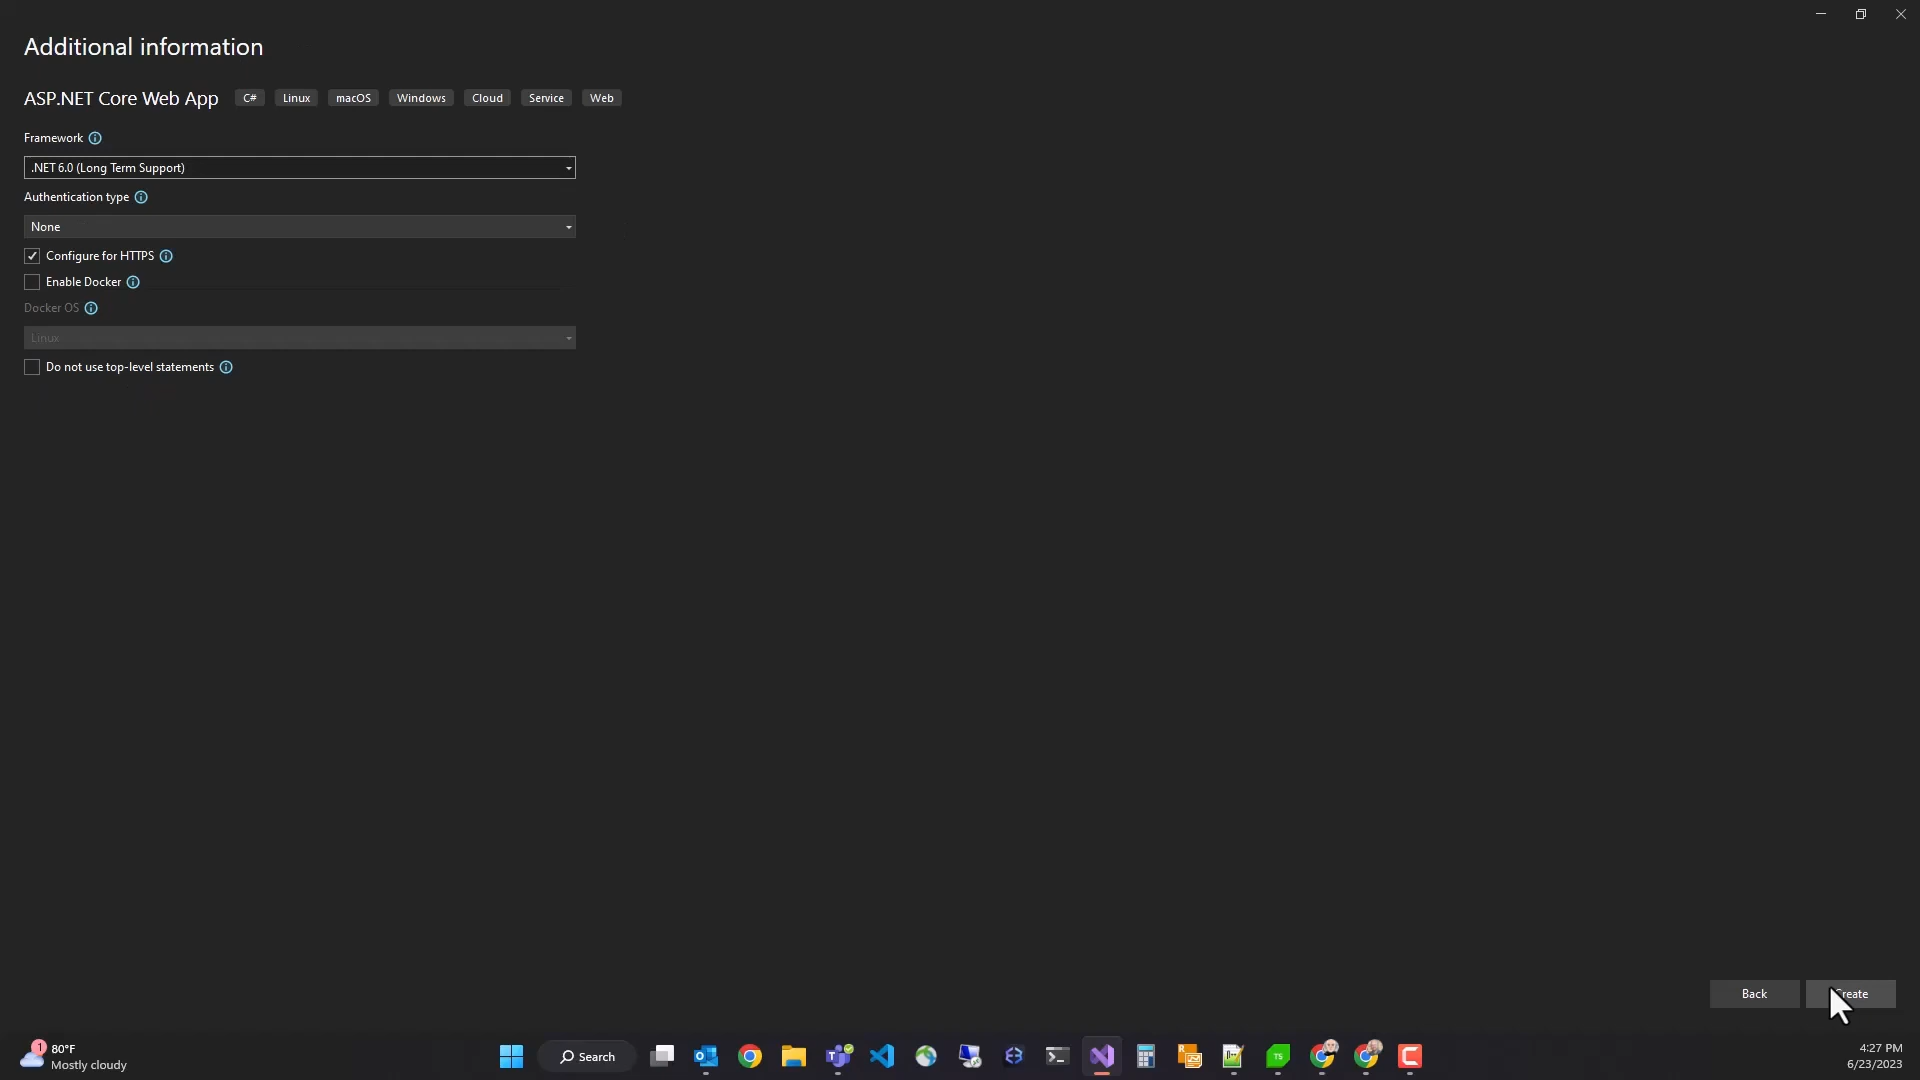 Additional information
ASP.NET Core Web App C# Linux macOS Windows Cloud Service Web
Framework
.NET 6.0 (Long Term Support)
Authentication type
None
Configure for HTTPS
Enable Docker
Docker OS
Linux
Do not use top-level statements
Back
1
80°F
Mostly cloudy
Search
TS
4:27 PM
6/23/2023